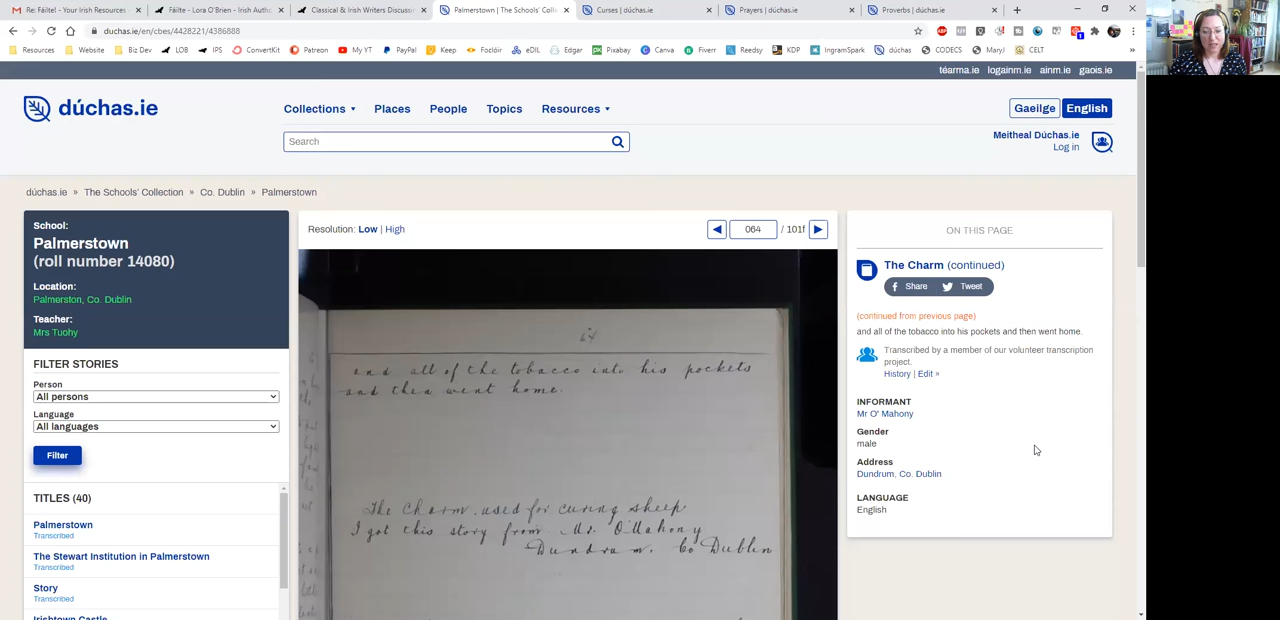 Re: Fáiltel - Your Irish Resources
Fáilte - Lora O'Brien - Irish Auth
Classical & Irish Writers Discussi
Palmerstown | The Schools' Coll
Curses | dúchas.ie
Prayers | dúchas.ie
Proverbs | dúchas.ie
duchas.ie/en/cbes/4428221/4386888
Resources Website Biz Dev LOB IPS ConvertKit Patreon My YT PayPal Keep Foclóir eDIL Edgar Pixabay Canva Fiverr Reedsy KDP IngramSpark dúchas CODECS MaryJ CELT
téarma.ie logainm.ie ainm.ie gaois.ie
dúchas.ie
Collections Places People Topics Resources
Gaeilge English
Search
Meitheal Dúchas.ie
Log in
dúchas.ie » The Schools' Collection » Co. Dublin » Palmerstown
School:
Palmerstown
(roll number 14080)
Location:
Palmerston, Co. Dublin
Teacher:
Mrs Tuohy
FILTER STORIES
Person
All persons
Language
All languages
Filter
TITLES (40)
Palmerstown
Transcribed
The Stewart Institution in Palmerstown
Transcribed
Story
Transcribed
Irishtown Castle
Resolution: Low | High
064 / 101f
64
and all of the tobacco into his pockets
and then went home.
The Charm used for curing sheep
I got this story from Mr. O'Mahony
Dundrum. Co Dublin
ON THIS PAGE
The Charm (continued)
Share Tweet
(continued from previous page)
and all of the tobacco into his pockets and then went home.
Transcribed by a member of our volunteer transcription
project.
History | Edit »
INFORMANT
Mr O' Mahony
Gender
male
Address
Dundrum, Co. Dublin
LANGUAGE
English